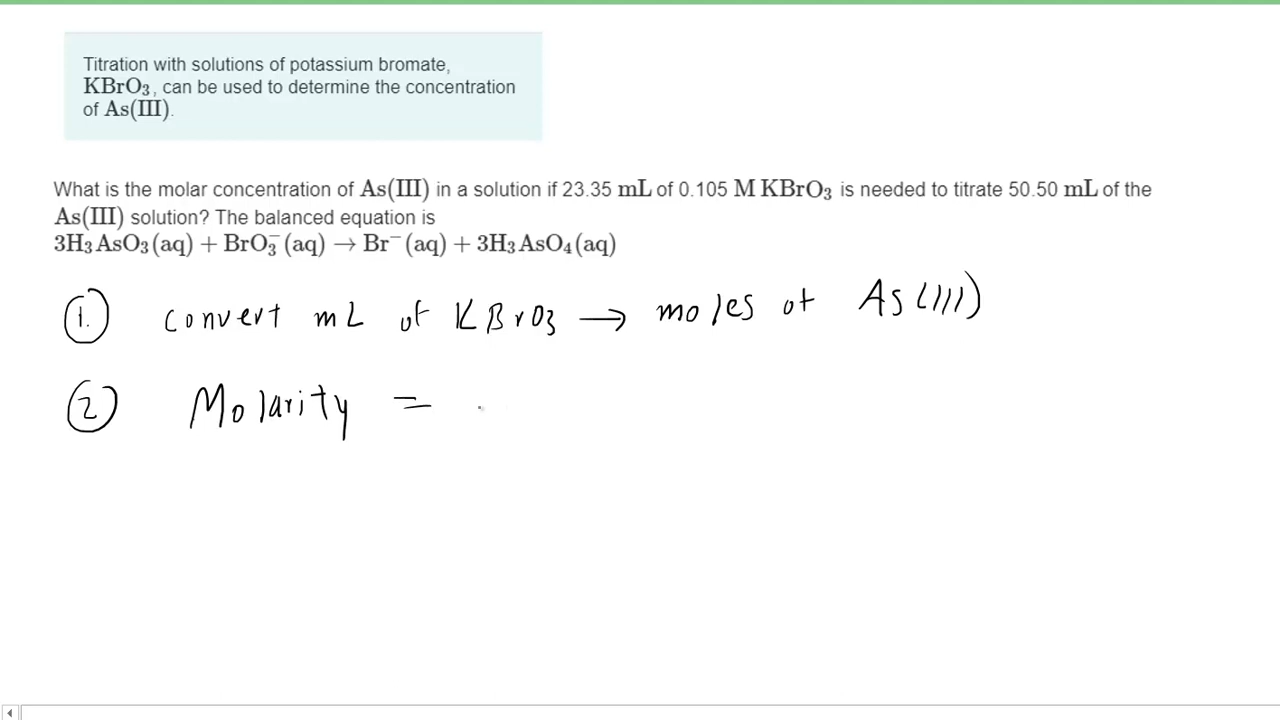 Titration with solutions of potassium bromate,
KBrO₃, can be used to determine the concentration
of As(III).
What is the molar concentration of As(III) in a solution if 23.35 mL of 0.105 M KBrO₃ is needed to titrate 50.50 mL of the
As(III) solution? The balanced equation is
3H₃AsO₃(aq) + BrO₃⁻(aq) → Br⁻(aq) + 3H₃AsO₄(aq)
1. convert mL of KBrO3 → moles of As(III)
2 Molarity =